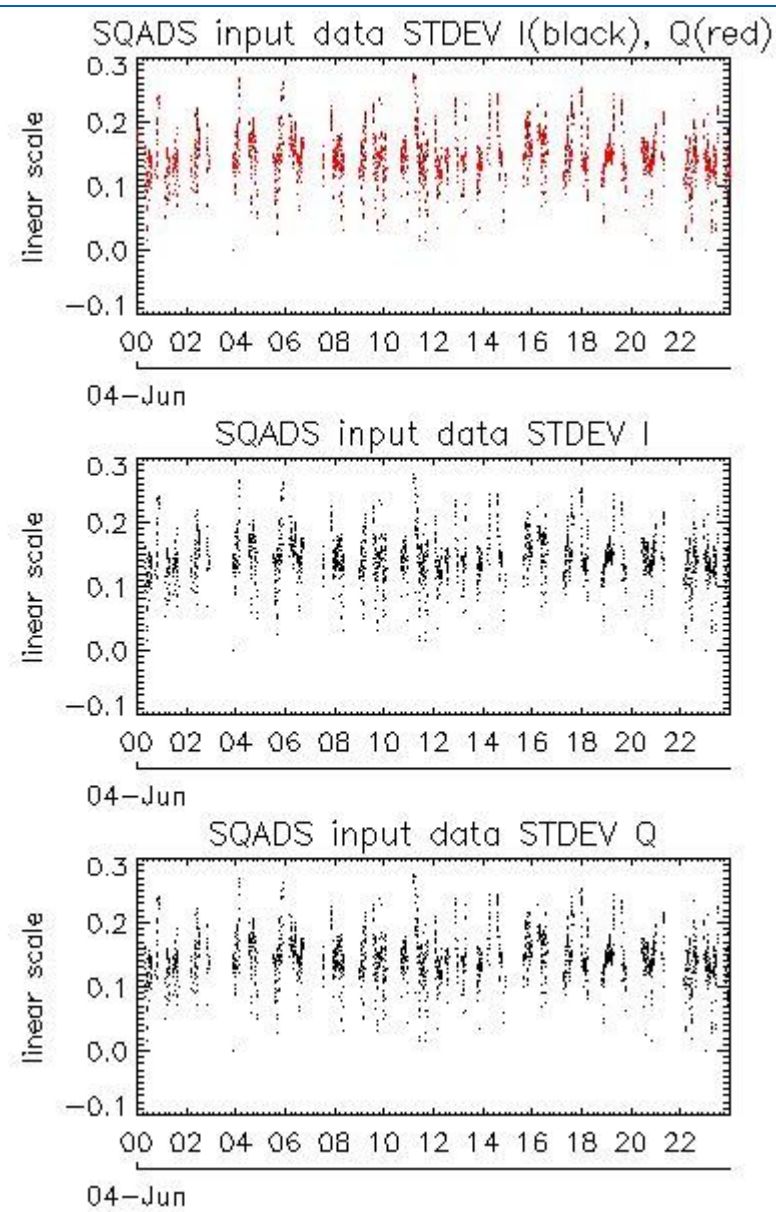 SQADS input data STDEV I(black), Q(red)
0.3
0.2
0.1
0.0
−0.1
linear scale
00 02 04 06 08 10 12 14 16 18 20 22
04−Jun
SQADS input data STDEV I
0.3
0.2
0.1
0.0
−0.1
linear scale
00 02 04 06 08 10 12 14 16 18 20 22
04−Jun
SQADS input data STDEV Q
0.3
0.2
0.1
0.0
−0.1
linear scale
00 02 04 06 08 10 12 14 16 18 20 22
04−Jun